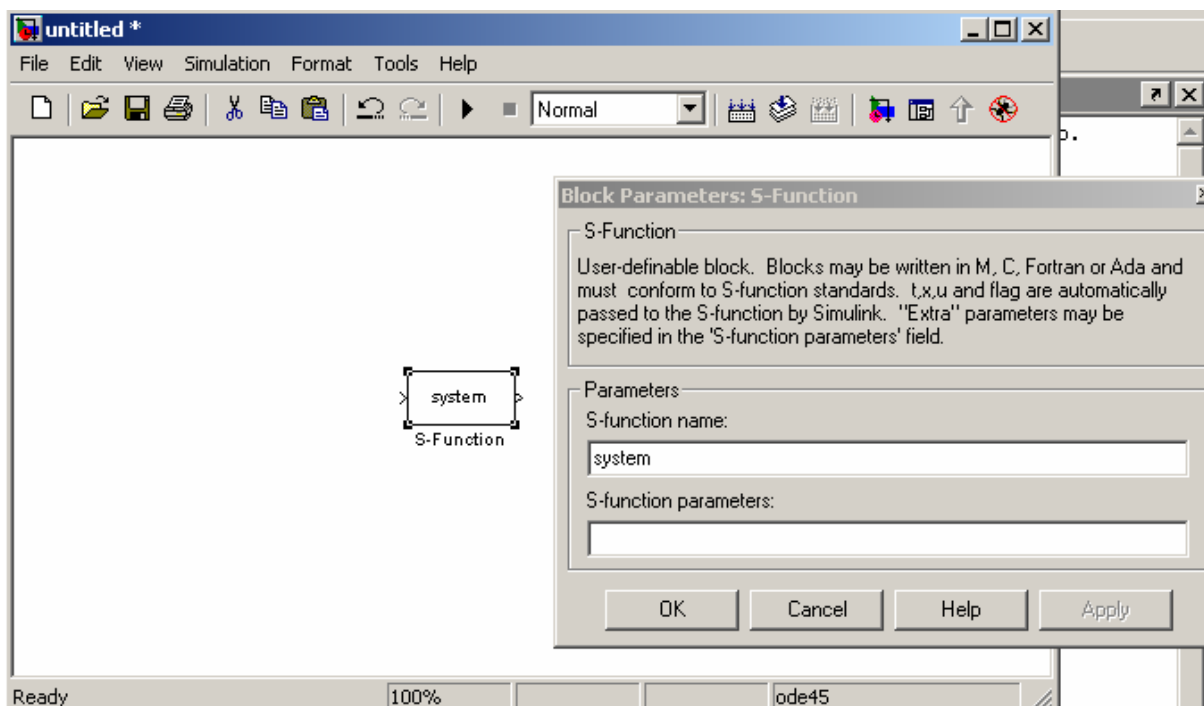 untitled *
File Edit View Simulation Format Tools Help
Normal
o.
Block Parameters: S-Function
S-Function
User-definable block. Blocks may be written in M, C, Fortran or Ada and
must conform to S-function standards. t,x,u and flag are automatically
passed to the S-function by Simulink. "Extra" parameters may be
specified in the 'S-function parameters' field.
system
S-Function
Parameters
S-function name:
system
S-function parameters:
OK Cancel Help Apply
Ready 100% ode45